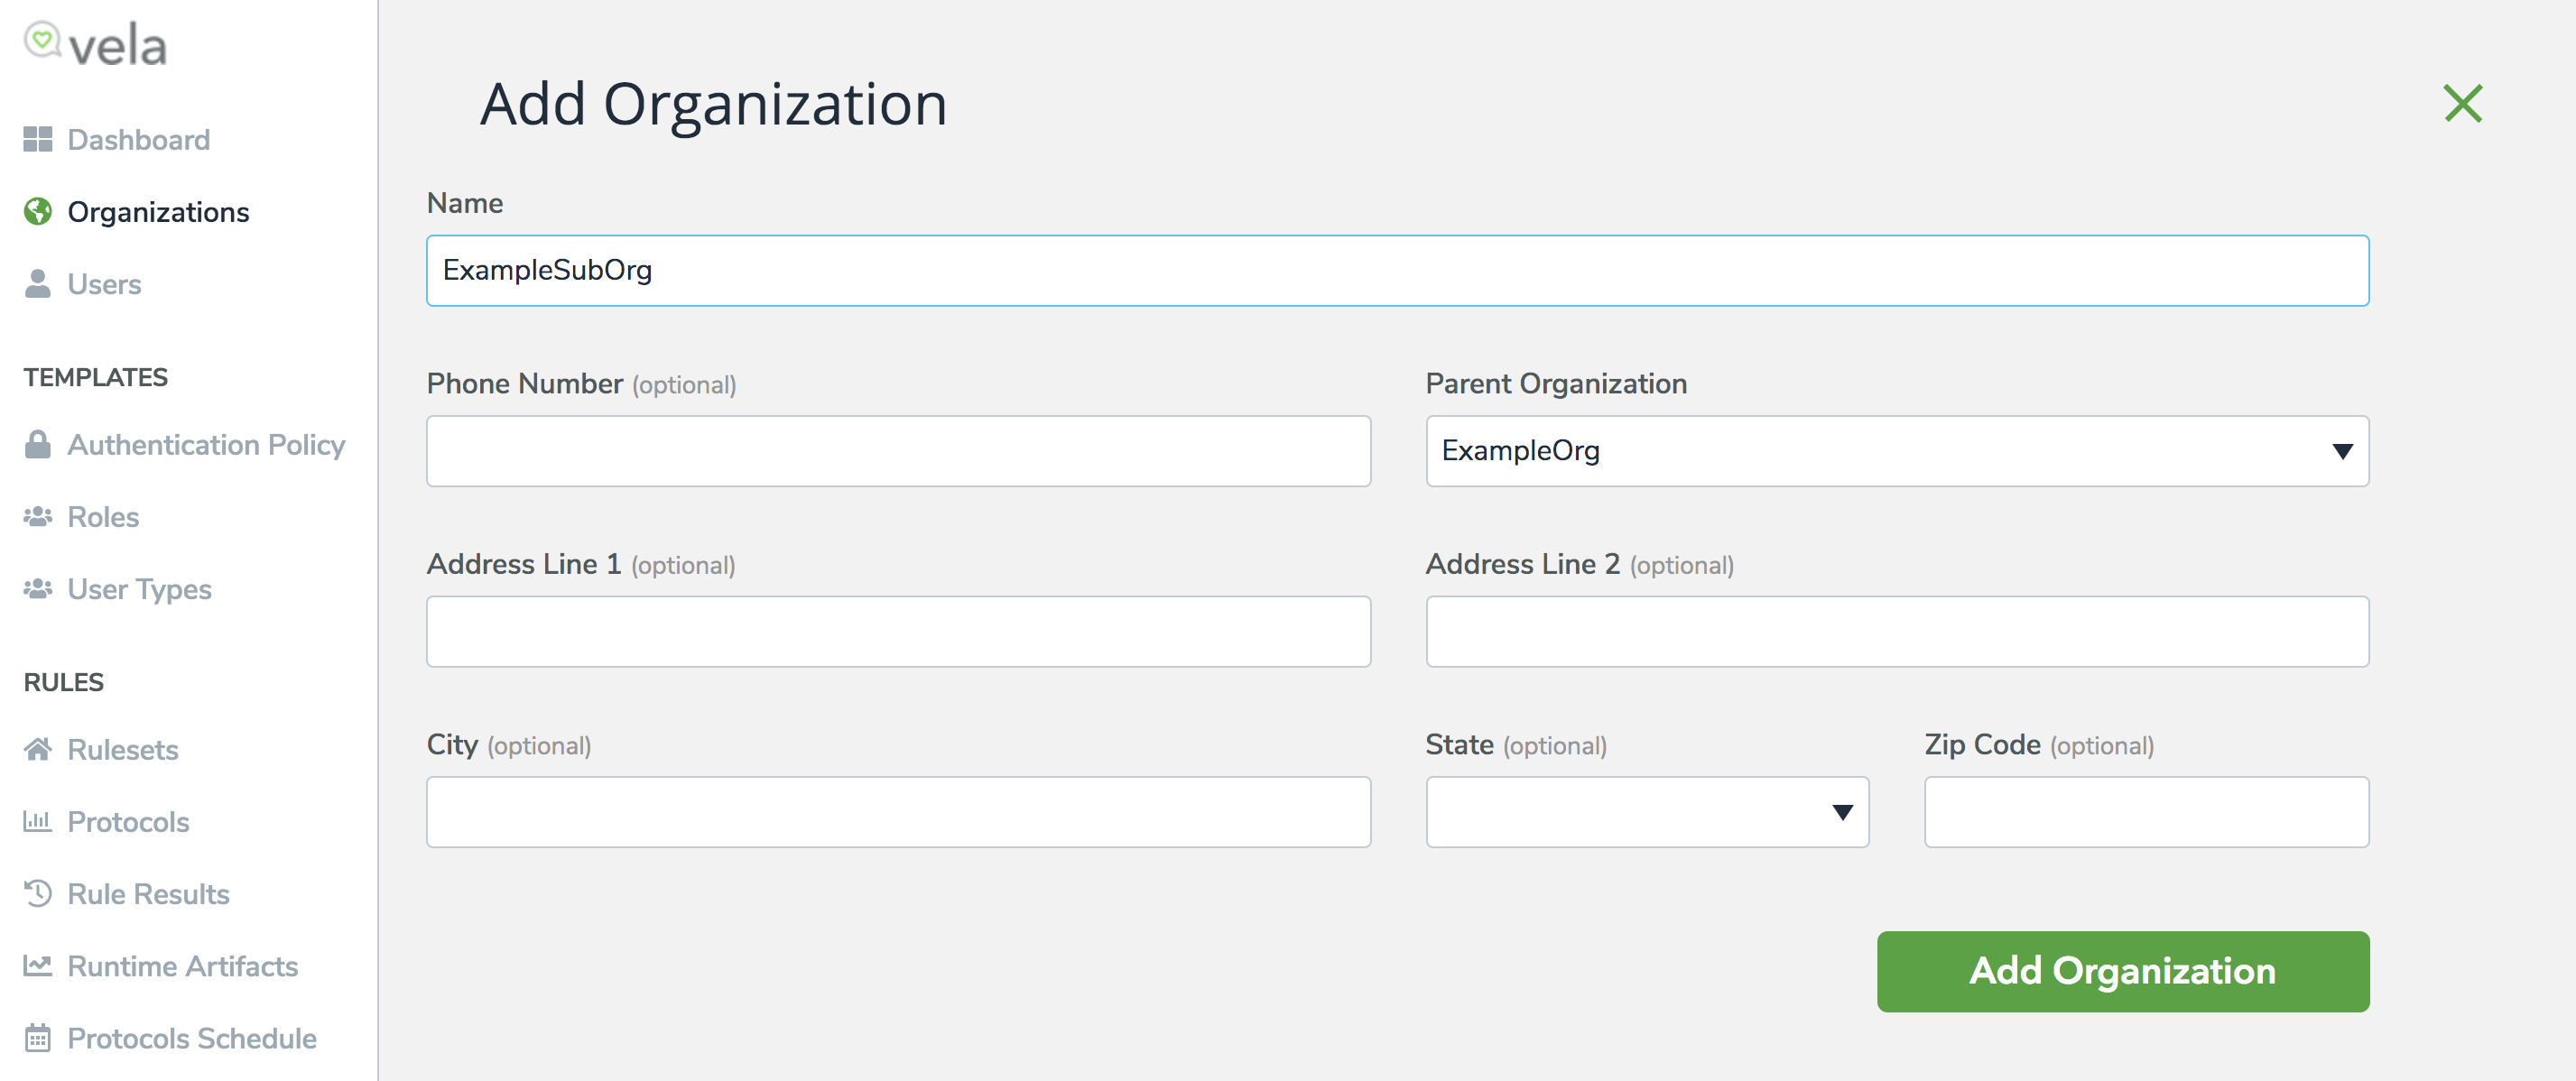 vela
Dashboard
Organizations
Users
TEMPLATES
Authentication Policy
Roles
User Types
RULES
Rulesets
Protocols
Rule Results
Runtime Artifacts
Protocols Schedule
Add Organization
Name
ExampleSubOrg
Phone Number (optional)
Parent Organization
ExampleOrg
Address Line 1 (optional)
Address Line 2 (optional)
City (optional)
State (optional)
Zip Code (optional)
Add Organization